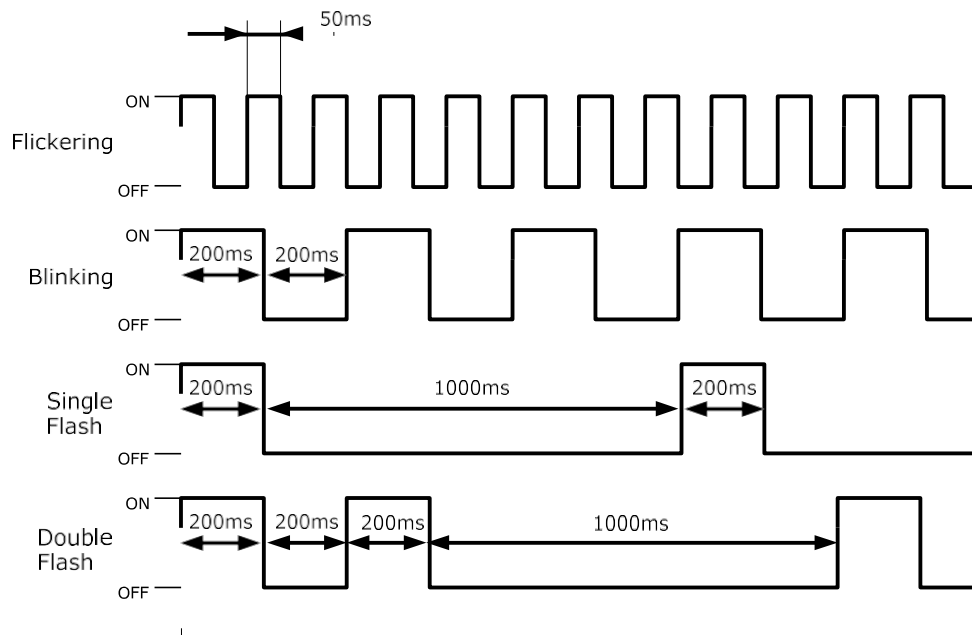 50ms
ON
Flickering
OFF
ON
200ms 200ms
Blinking
OFF
ON
200ms 1000ms 200ms
Single
Flash
OFF
ON
200ms 200ms 200ms 1000ms
Double
Flash
OFF